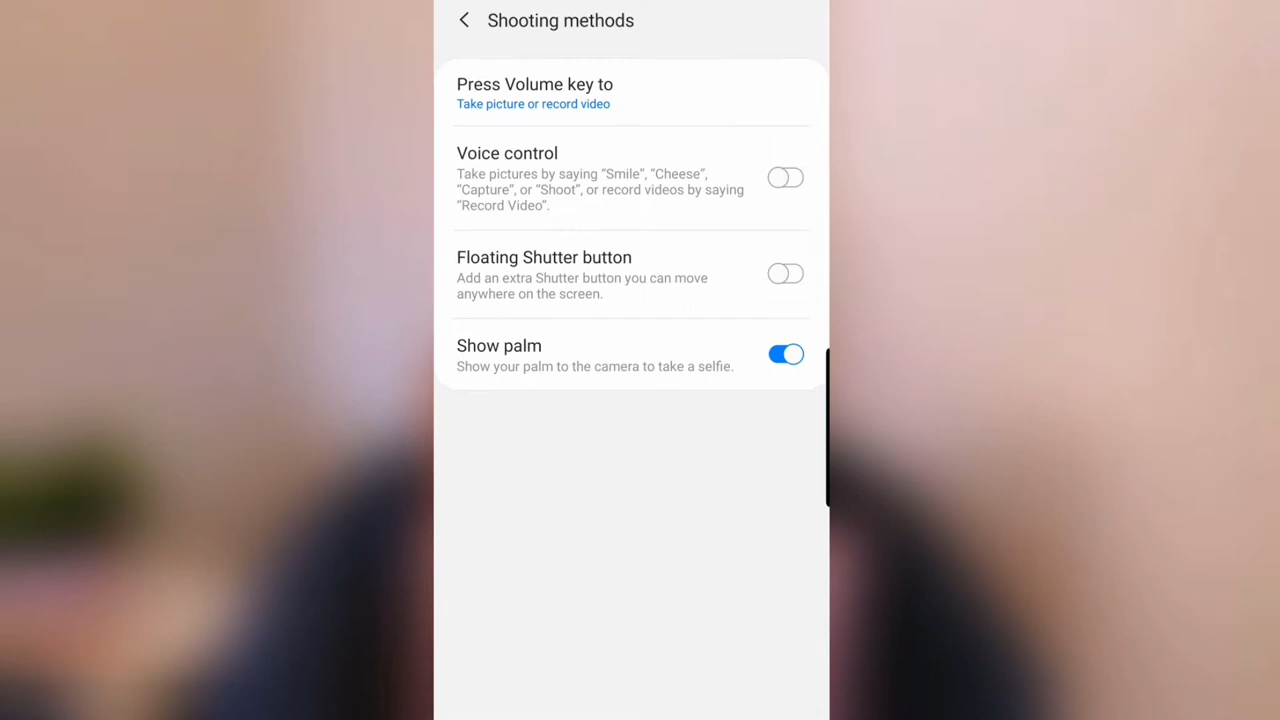 Shooting methods
Press Volume key to
Take picture or record video
Voice control
Take pictures by saying “Smile”, “Cheese”,
“Capture”, or “Shoot”, or record videos by saying
“Record Video”.
Floating Shutter button
Add an extra Shutter button you can move
anywhere on the screen.
Show palm
Show your palm to the camera to take a selfie.